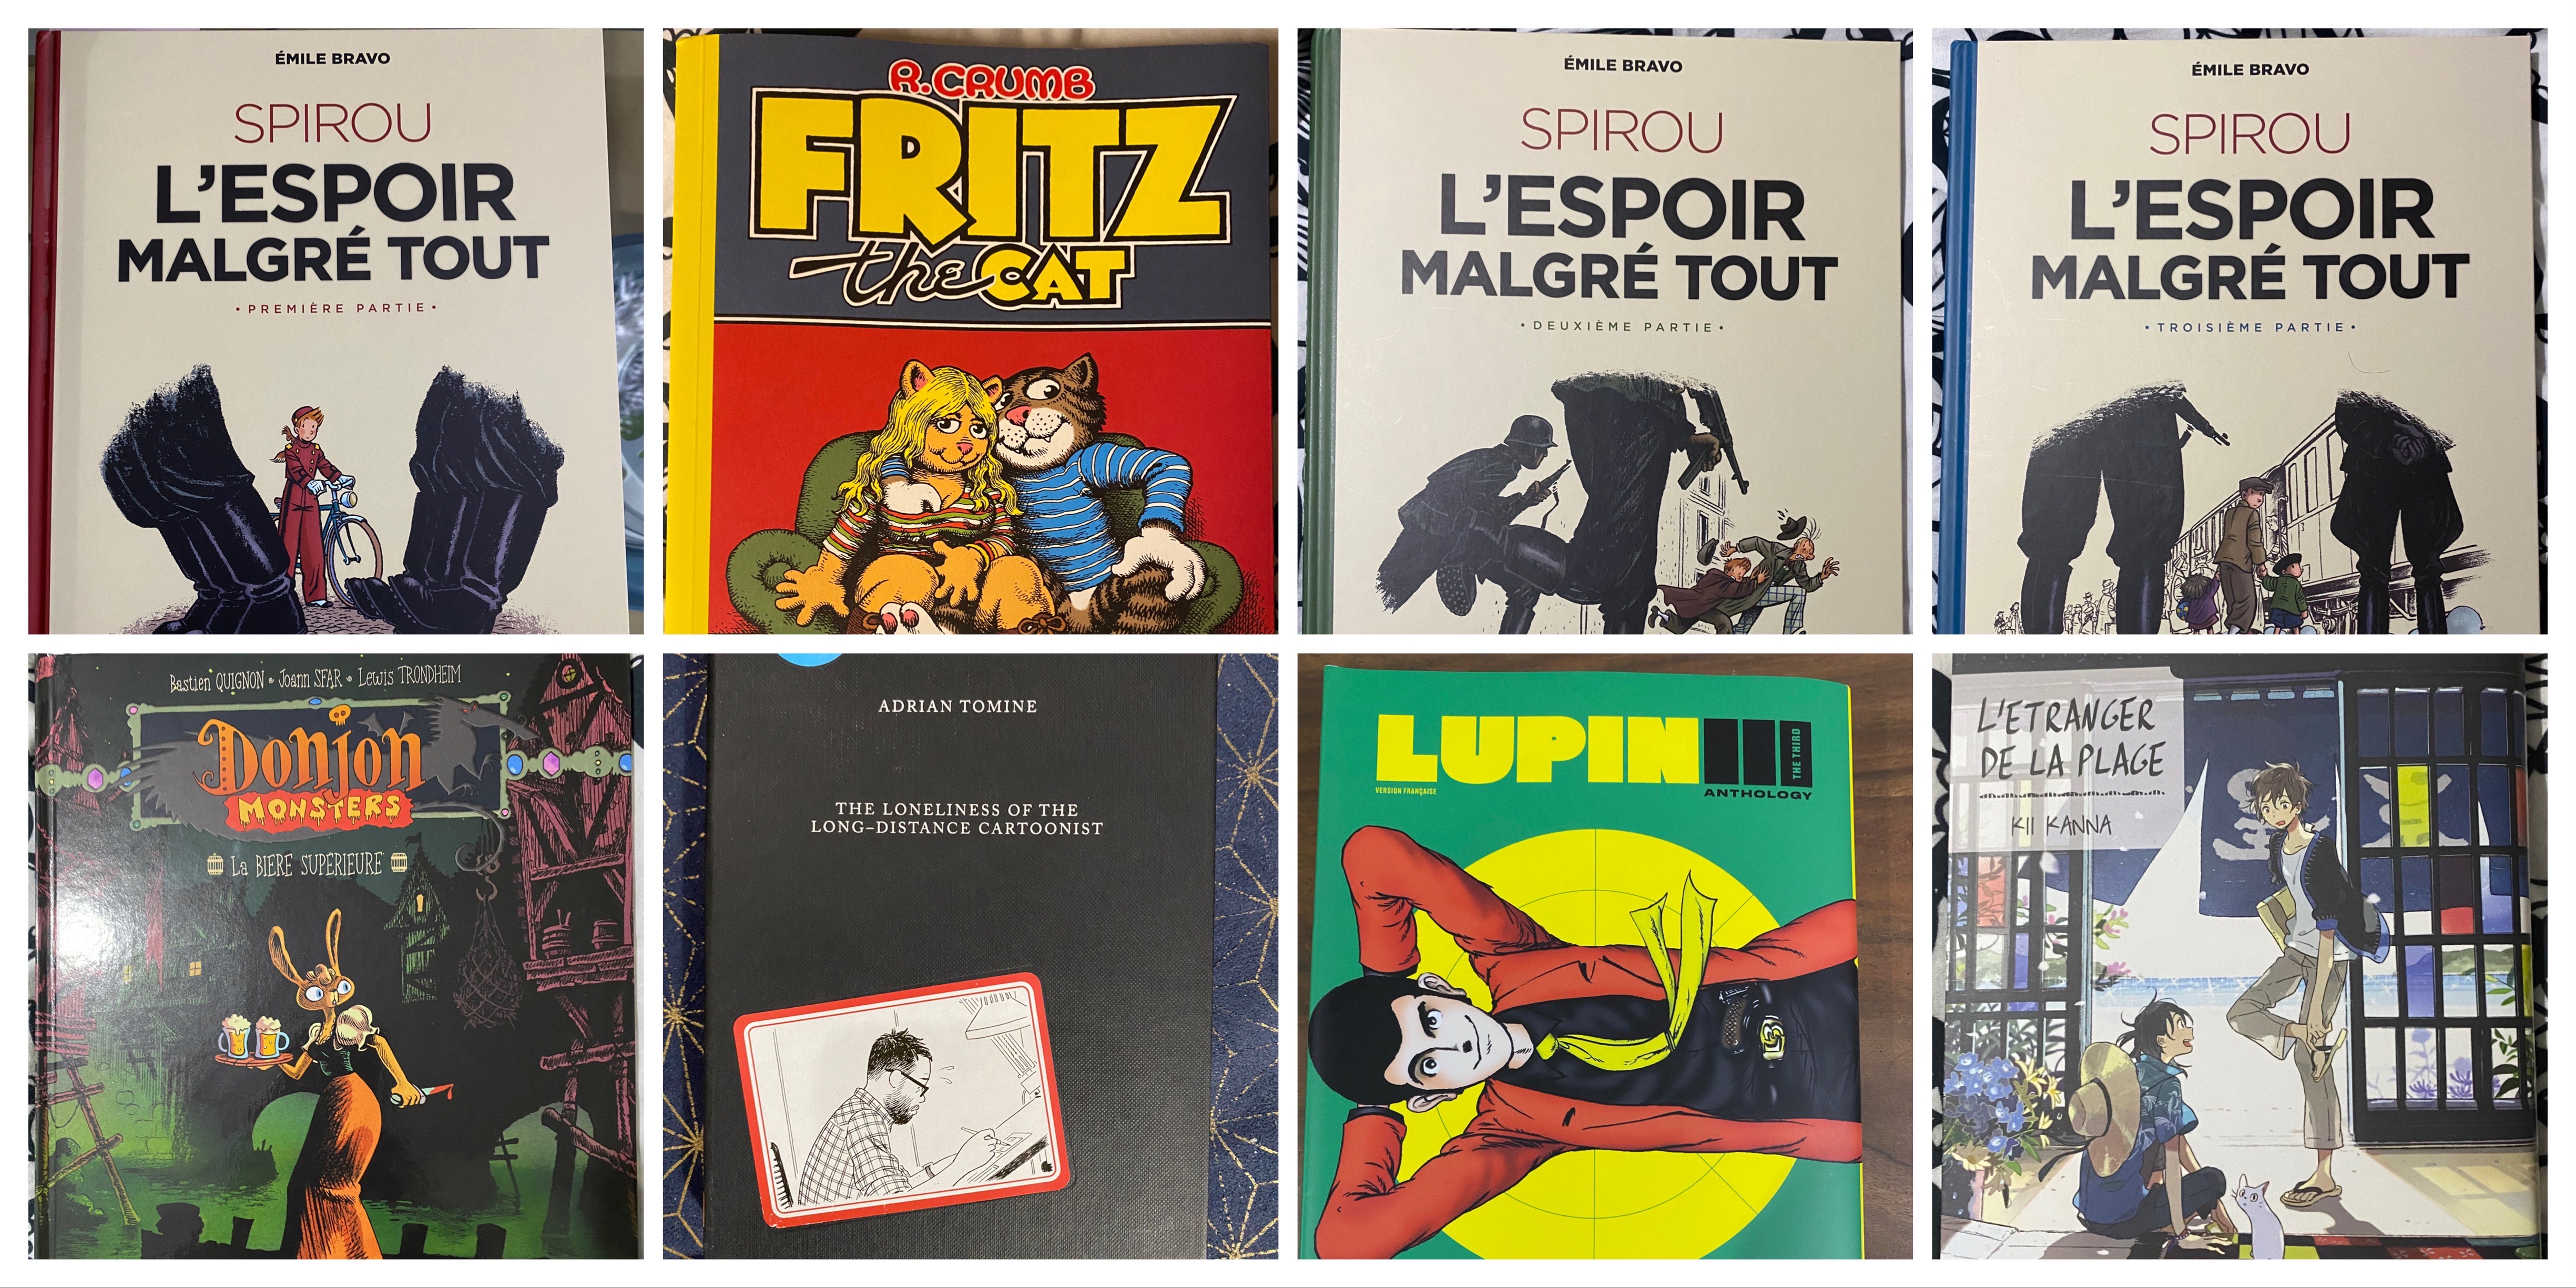 ÉMILE BRAVO
SPIROU
L'ESPOIR
MALGRÉ TOUT
• PREMIÈRE PARTIE •
R. CRUMB
FRITZ
the CAT
ÉMILE BRAVO
SPIROU
L'ESPOIR
MALGRÉ TOUT
• DEUXIÈME PARTIE •
ÉMILE BRAVO
SPIROU
L'ESPOIR
MALGRÉ TOUT
• TROISIÈME PARTIE •
Bastien QUIGNON • Joann SFAR • Lewis TRONDHEIM
Donjon
MONSTERS
La BIÈRE SUPÉRIEURE
ADRIAN TOMINE
THE LONELINESS OF THE
LONG-DISTANCE CARTOONIST
LUPIN III
THE THIRD
VERSION FRANÇAISE
ANTHOLOGY
L'ETRANGER
DE LA PLAGE
KII KANNA